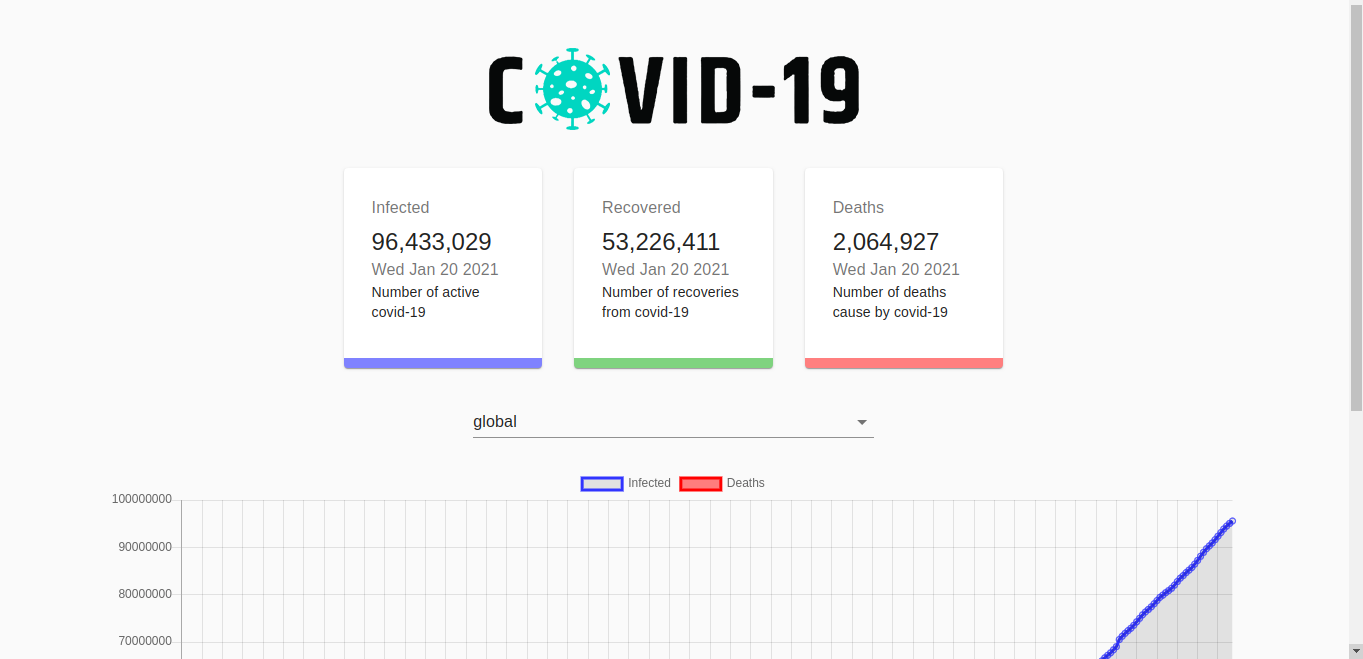 COVID-19
Infected
96,433,029
Wed Jan 20 2021
Number of active
covid-19
Recovered
53,226,411
Wed Jan 20 2021
Number of recoveries
from covid-19
Deaths
2,064,927
Wed Jan 20 2021
Number of deaths
cause by covid-19
global
Infected Deaths
100000000
90000000
80000000
70000000